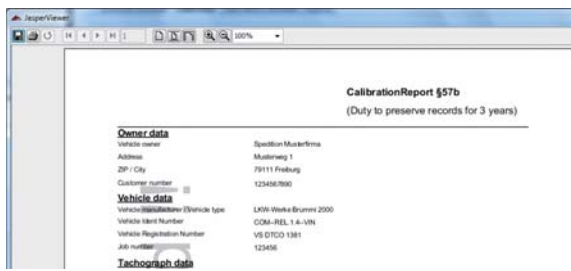 JasperViewer
1 100%
CalibrationReport §57b
(Duty to preserve records for 3 years)
Owner data
Vehicle owner Spedition Musterfirma
Address Musterweg 1
ZIP / City 79111 Freiburg
Customer number 1234567890
Vehicle data
Vehicle manufacturer /Vehicle type LKW-Werke Brummi 2000
Vehicle Ident Number COM--REL.1.4--VIN
Vehicle Registration Number VS DTCO 1381
Job number 123456
Tachograph data